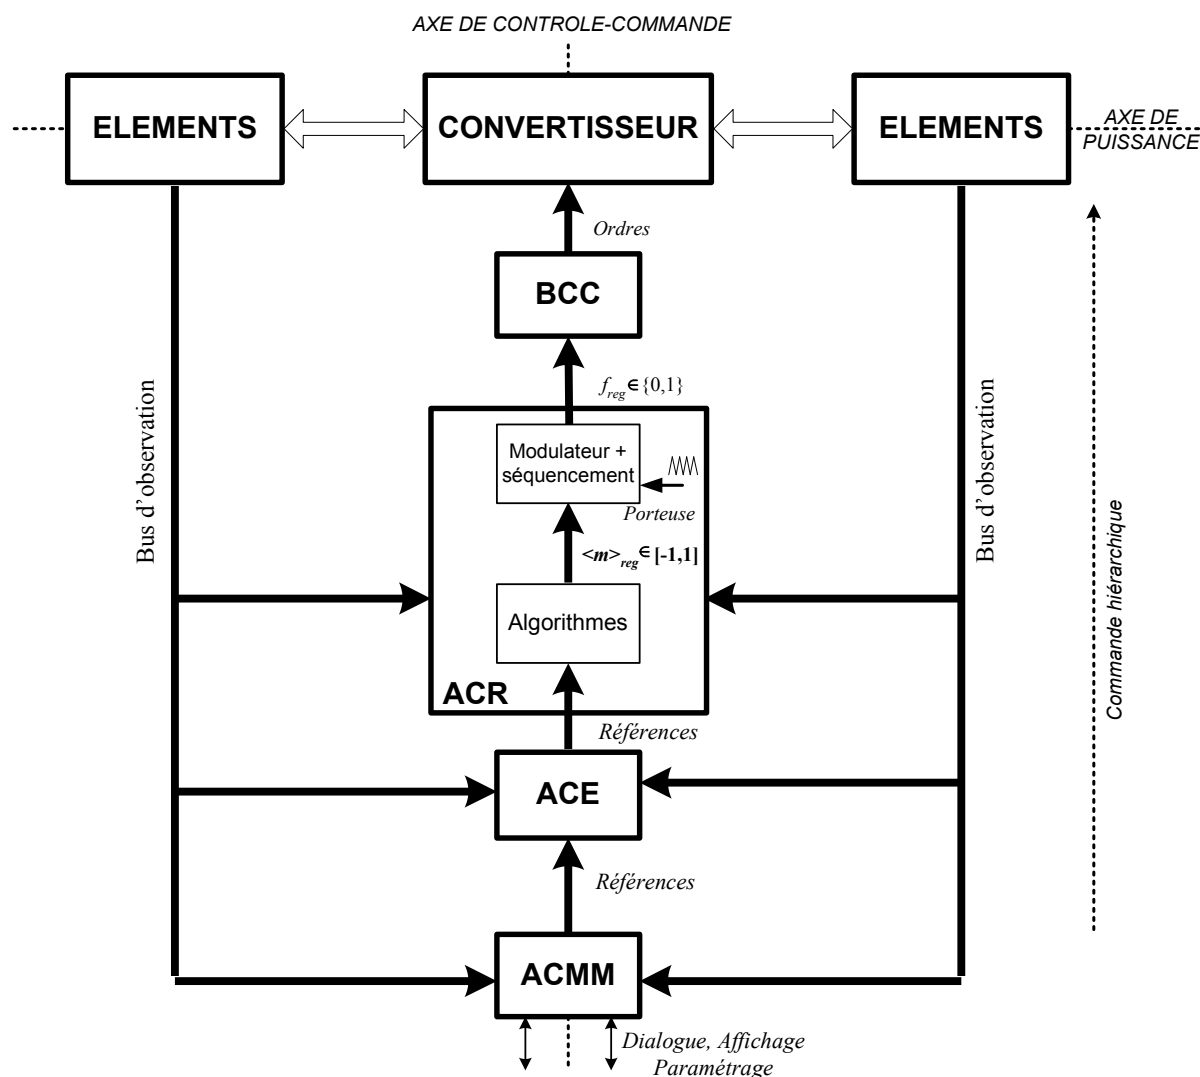 AXE DE CONTROLE-COMMANDE
ELEMENTS
CONVERTISSEUR
ELEMENTS
AXE DE
PUISSANCE
Ordres
BCC
f_reg ∈ {0,1}
Bus d'observation
Bus d'observation
Modulateur +
séquencement
Porteuse
<m>_reg ∈ [-1,1]
Algorithmes
ACR
Commande hiérarchique
Références
ACE
Références
ACMM
Dialogue, Affichage
Paramétrage